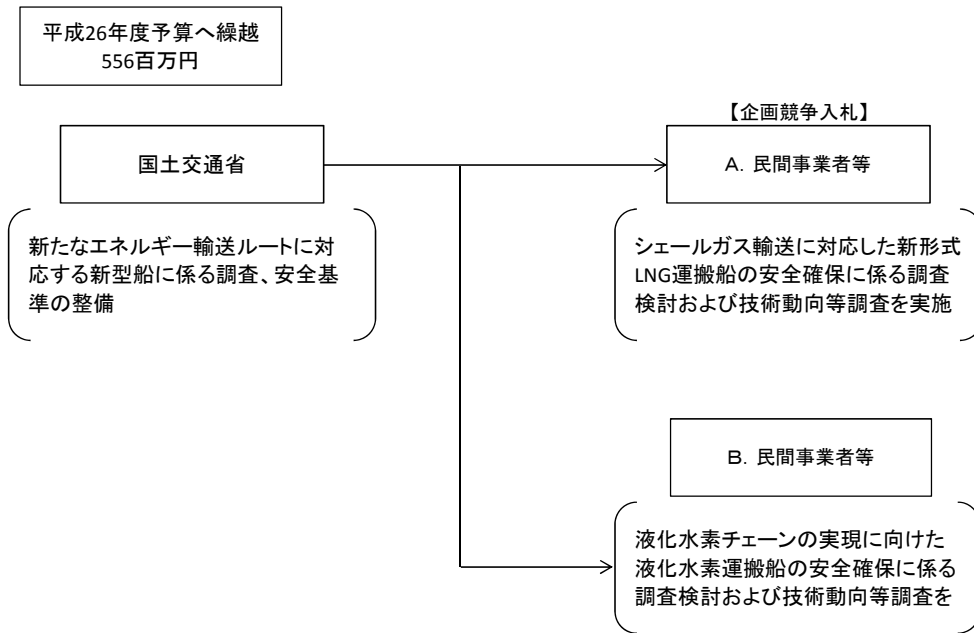 平成26年度予算へ繰越
556百万円
【企画競争入札】
国土交通省
A．民間事業者等
新たなエネルギー輸送ルートに対
応する新型船に係る調査、安全基
準の整備
シェールガス輸送に対応した新形式
LNG運搬船の安全確保に係る調査
検討および技術動向等調査を実施
B．民間事業者等
液化水素チェーンの実現に向けた
液化水素運搬船の安全確保に係る
調査検討および技術動向等調査を